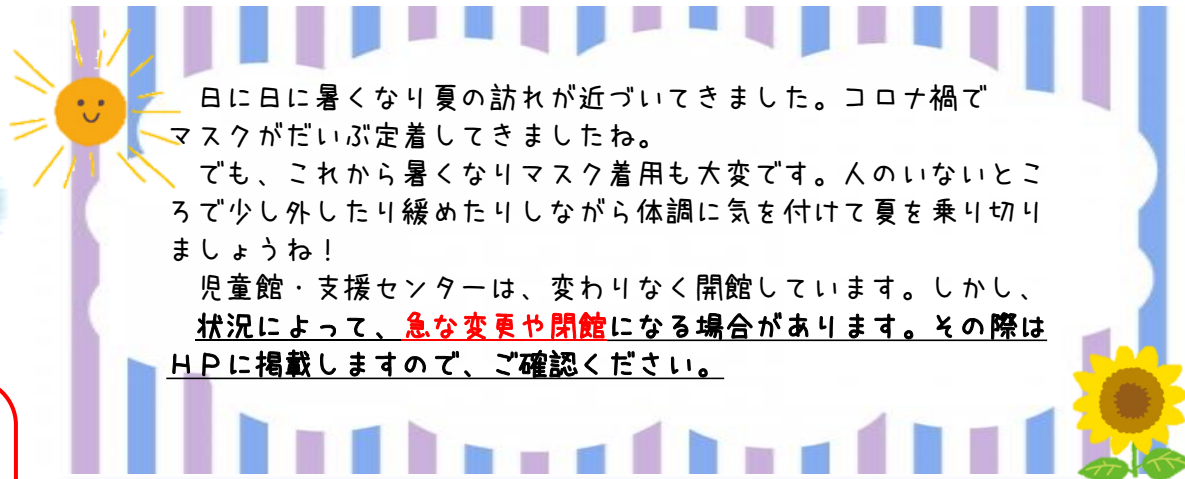 日に日に暑くなり夏の訪れが近づいてきました。コロナ禍で
マスクがだいぶ定着してきましたね。
でも、これから暑くなりマスク着用も大変です。人のいないとこ
ろで少し外したり緩めたりしながら体調に気を付けて夏を乗り切り
ましょうね！
児童館・支援センターは、変わりなく開館しています。しかし、
状況によって、急な変更や閉館になる場合があります。その際は
ＨＰに掲載しますので、ご確認ください。